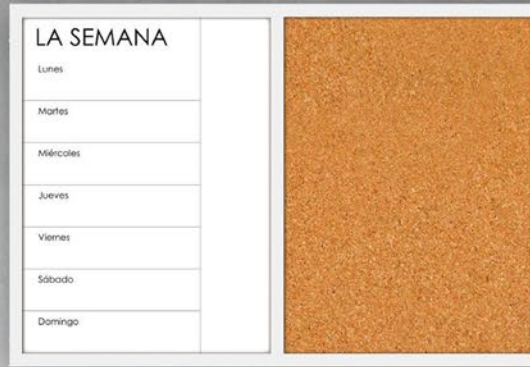 LA SEMANA
Lunes
Martes
Miércoles
Jueves
Viernes
Sábado
Domingo